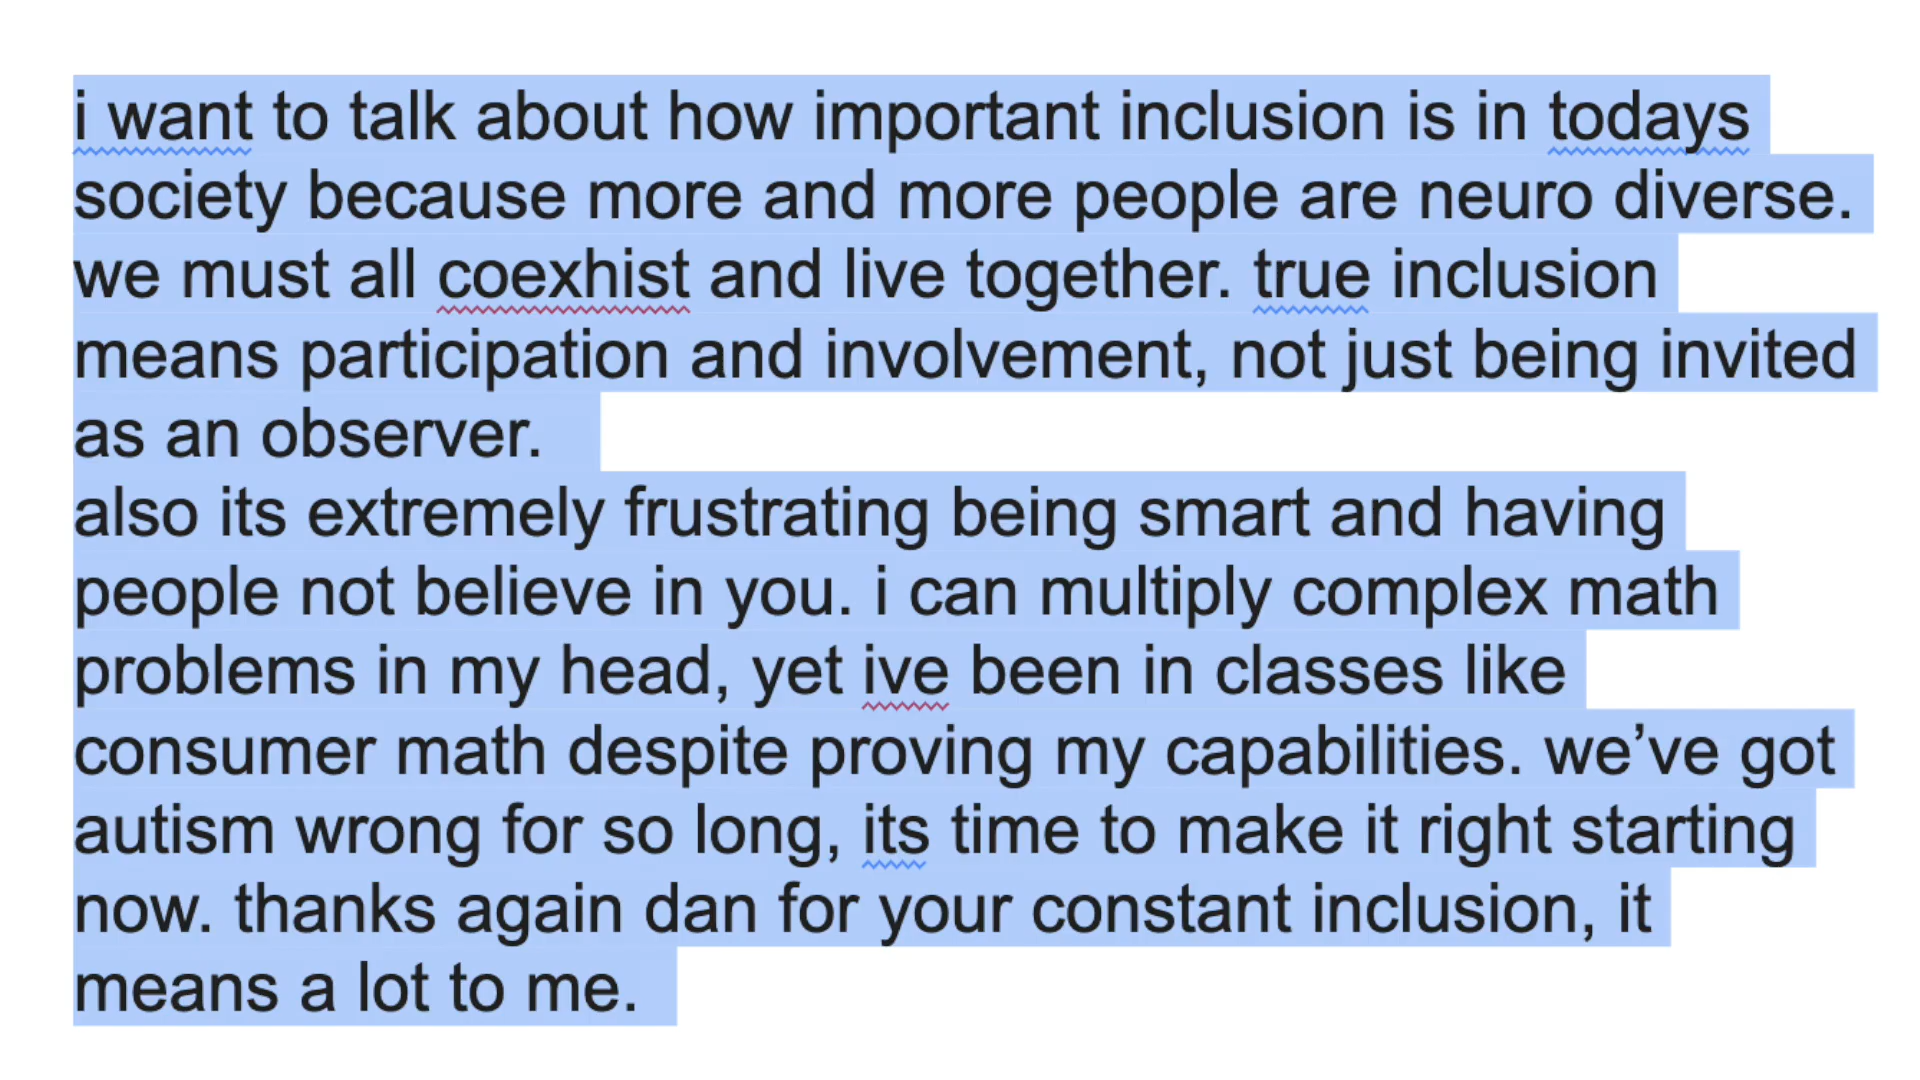 i want to talk about how important inclusion is in todays
society because more and more people are neuro diverse.
we must all coexhist and live together. true inclusion
means participation and involvement, not just being invited
as an observer.
also its extremely frustrating being smart and having
people not believe in you. i can multiply complex math
problems in my head, yet ive been in classes like
consumer math despite proving my capabilities. we’ve got
autism wrong for so long, its time to make it right starting
now. thanks again dan for your constant inclusion, it
means a lot to me.